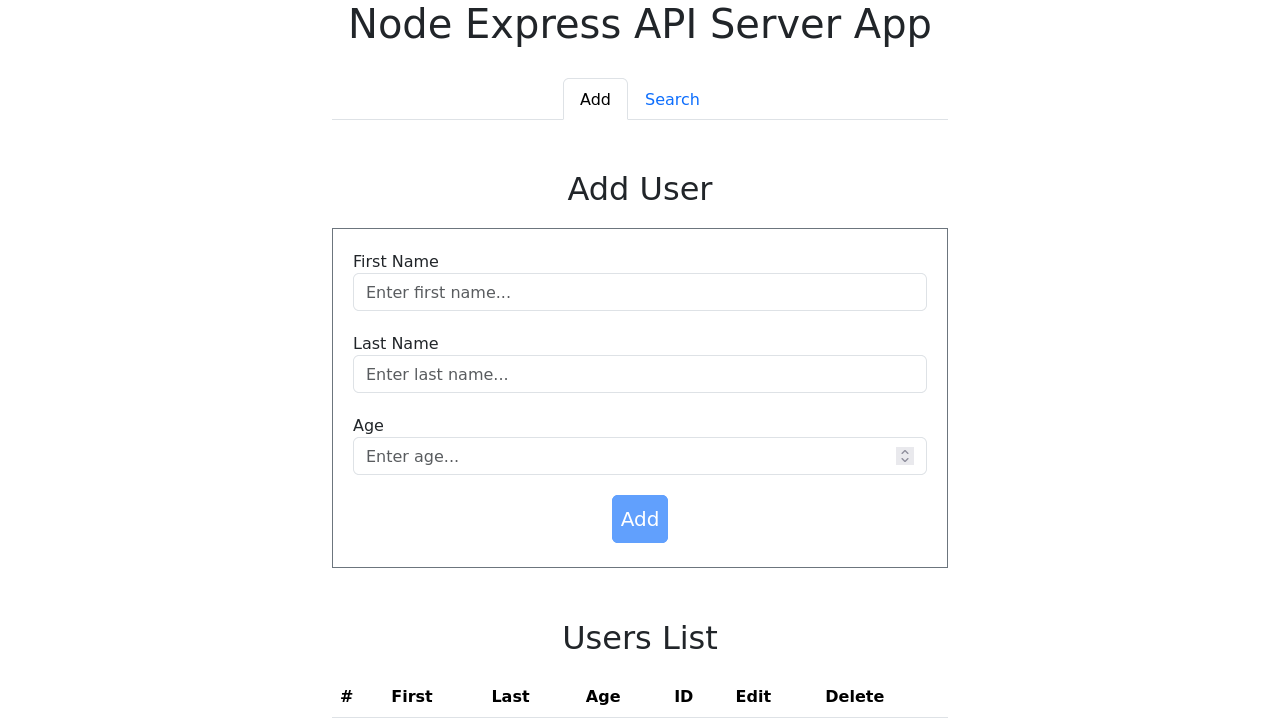 Node Express API Server App
Add Search
Add User
First Name
Enter first name...
Last Name
Enter last name...
Age
Enter age...
Add
Users List
# First Last Age ID Edit Delete